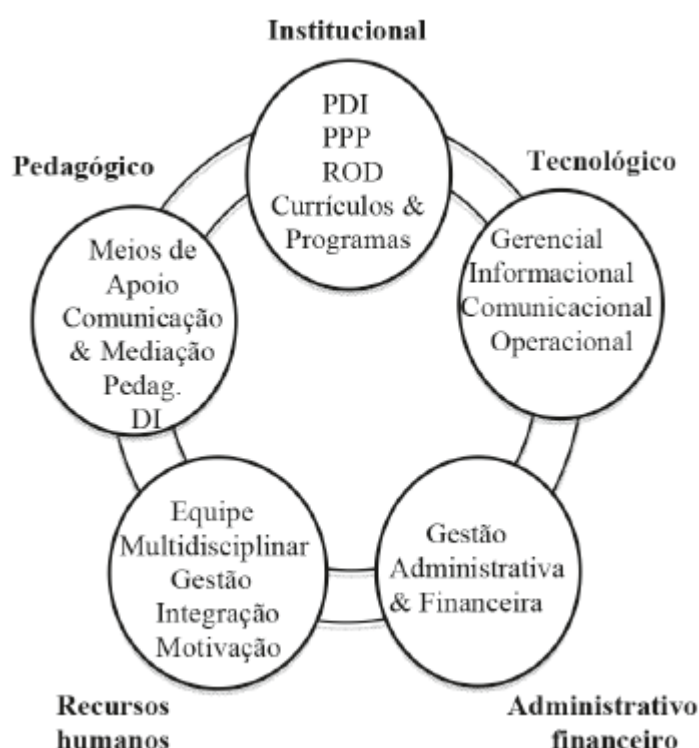 Institucional
PDI
PPP
ROD
Currículos &
Programas
Pedagógico
Meios de
Apoio
Comunicação
& Mediação
Pedag.
DI
Tecnológico
Gerencial
Informacional
Comunicacional
Operacional
Equipe
Multidisciplinar
Gestão
Integração
Motivação
Recursos
humanos
Gestão
Administrativa
& Financeira
Administrativo
financeiro